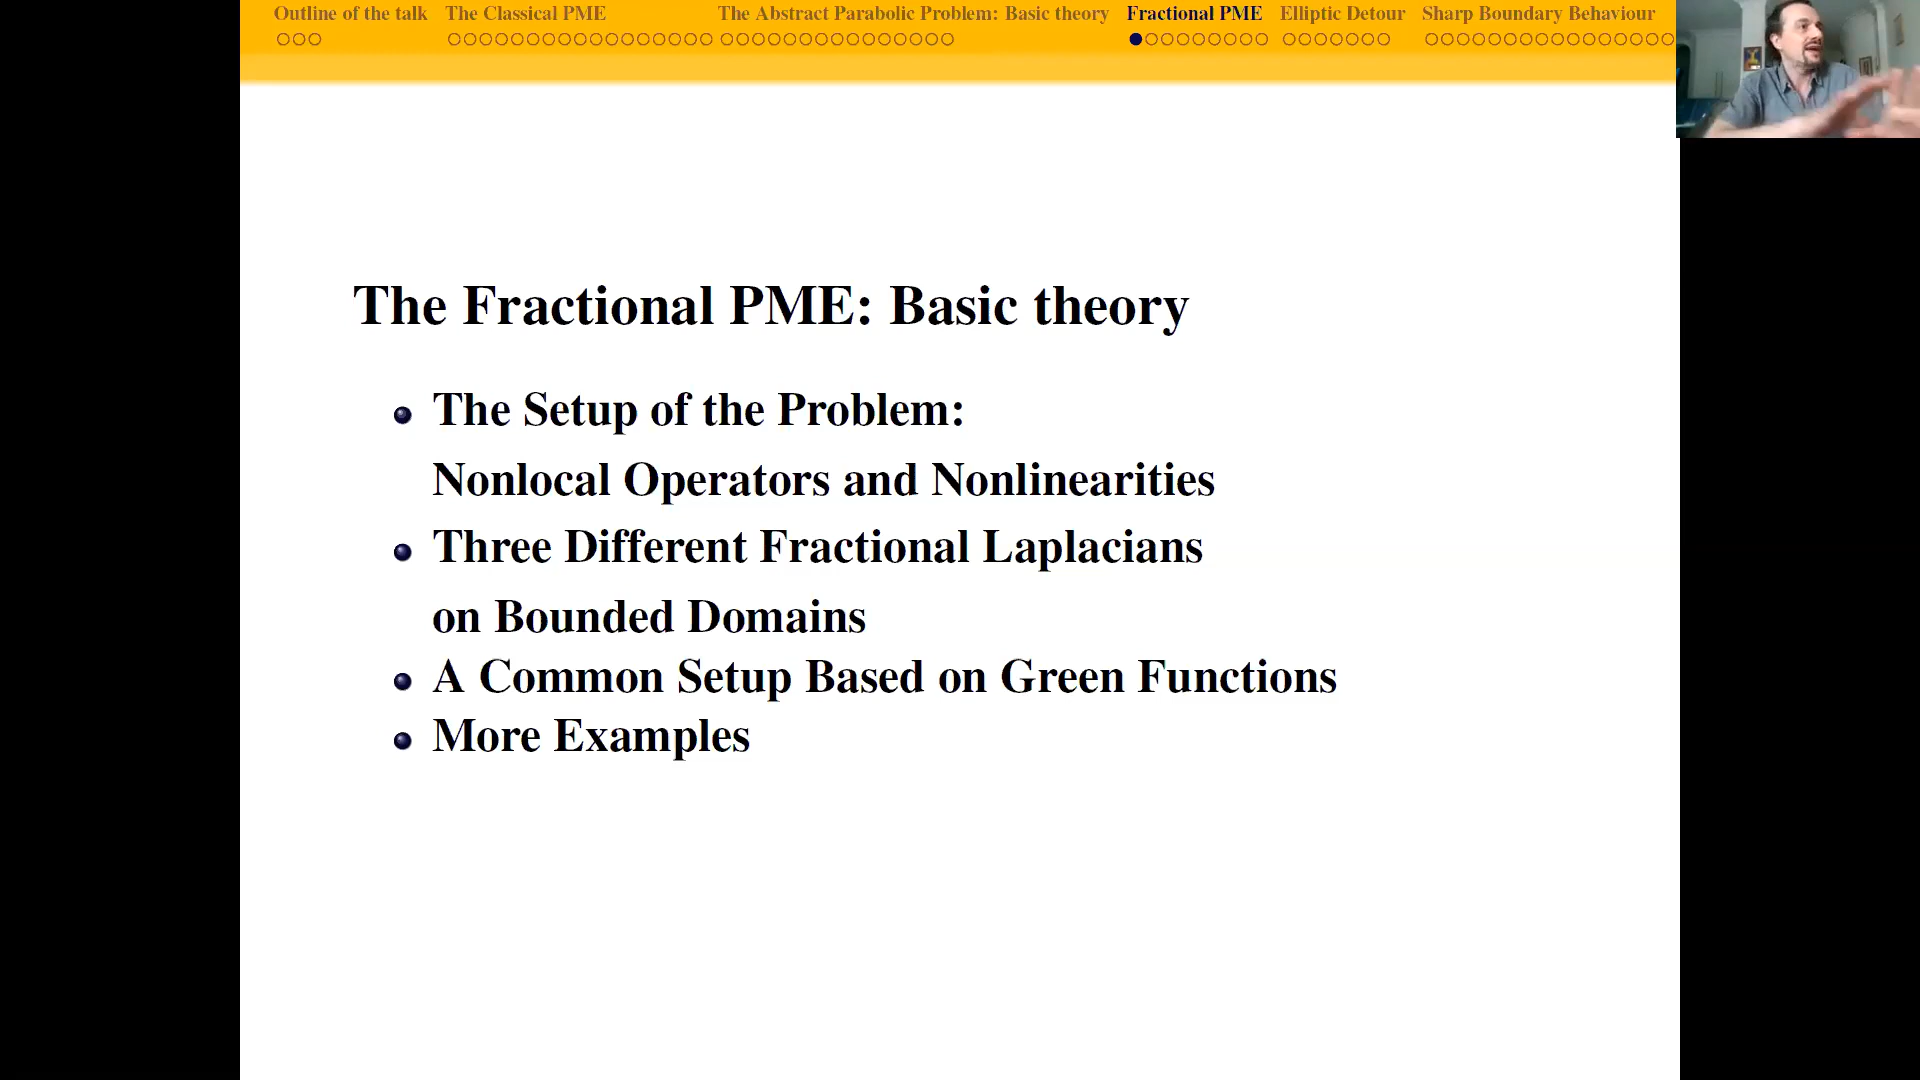 Outline of the talk The Classical PME The Abstract Parabolic Problem: Basic theory Fractional PME Elliptic Detour Sharp Boundary Behaviour
The Fractional PME: Basic theory
The Setup of the Problem:
Nonlocal Operators and Nonlinearities
Three Different Fractional Laplacians
on Bounded Domains
A Common Setup Based on Green Functions
More Examples